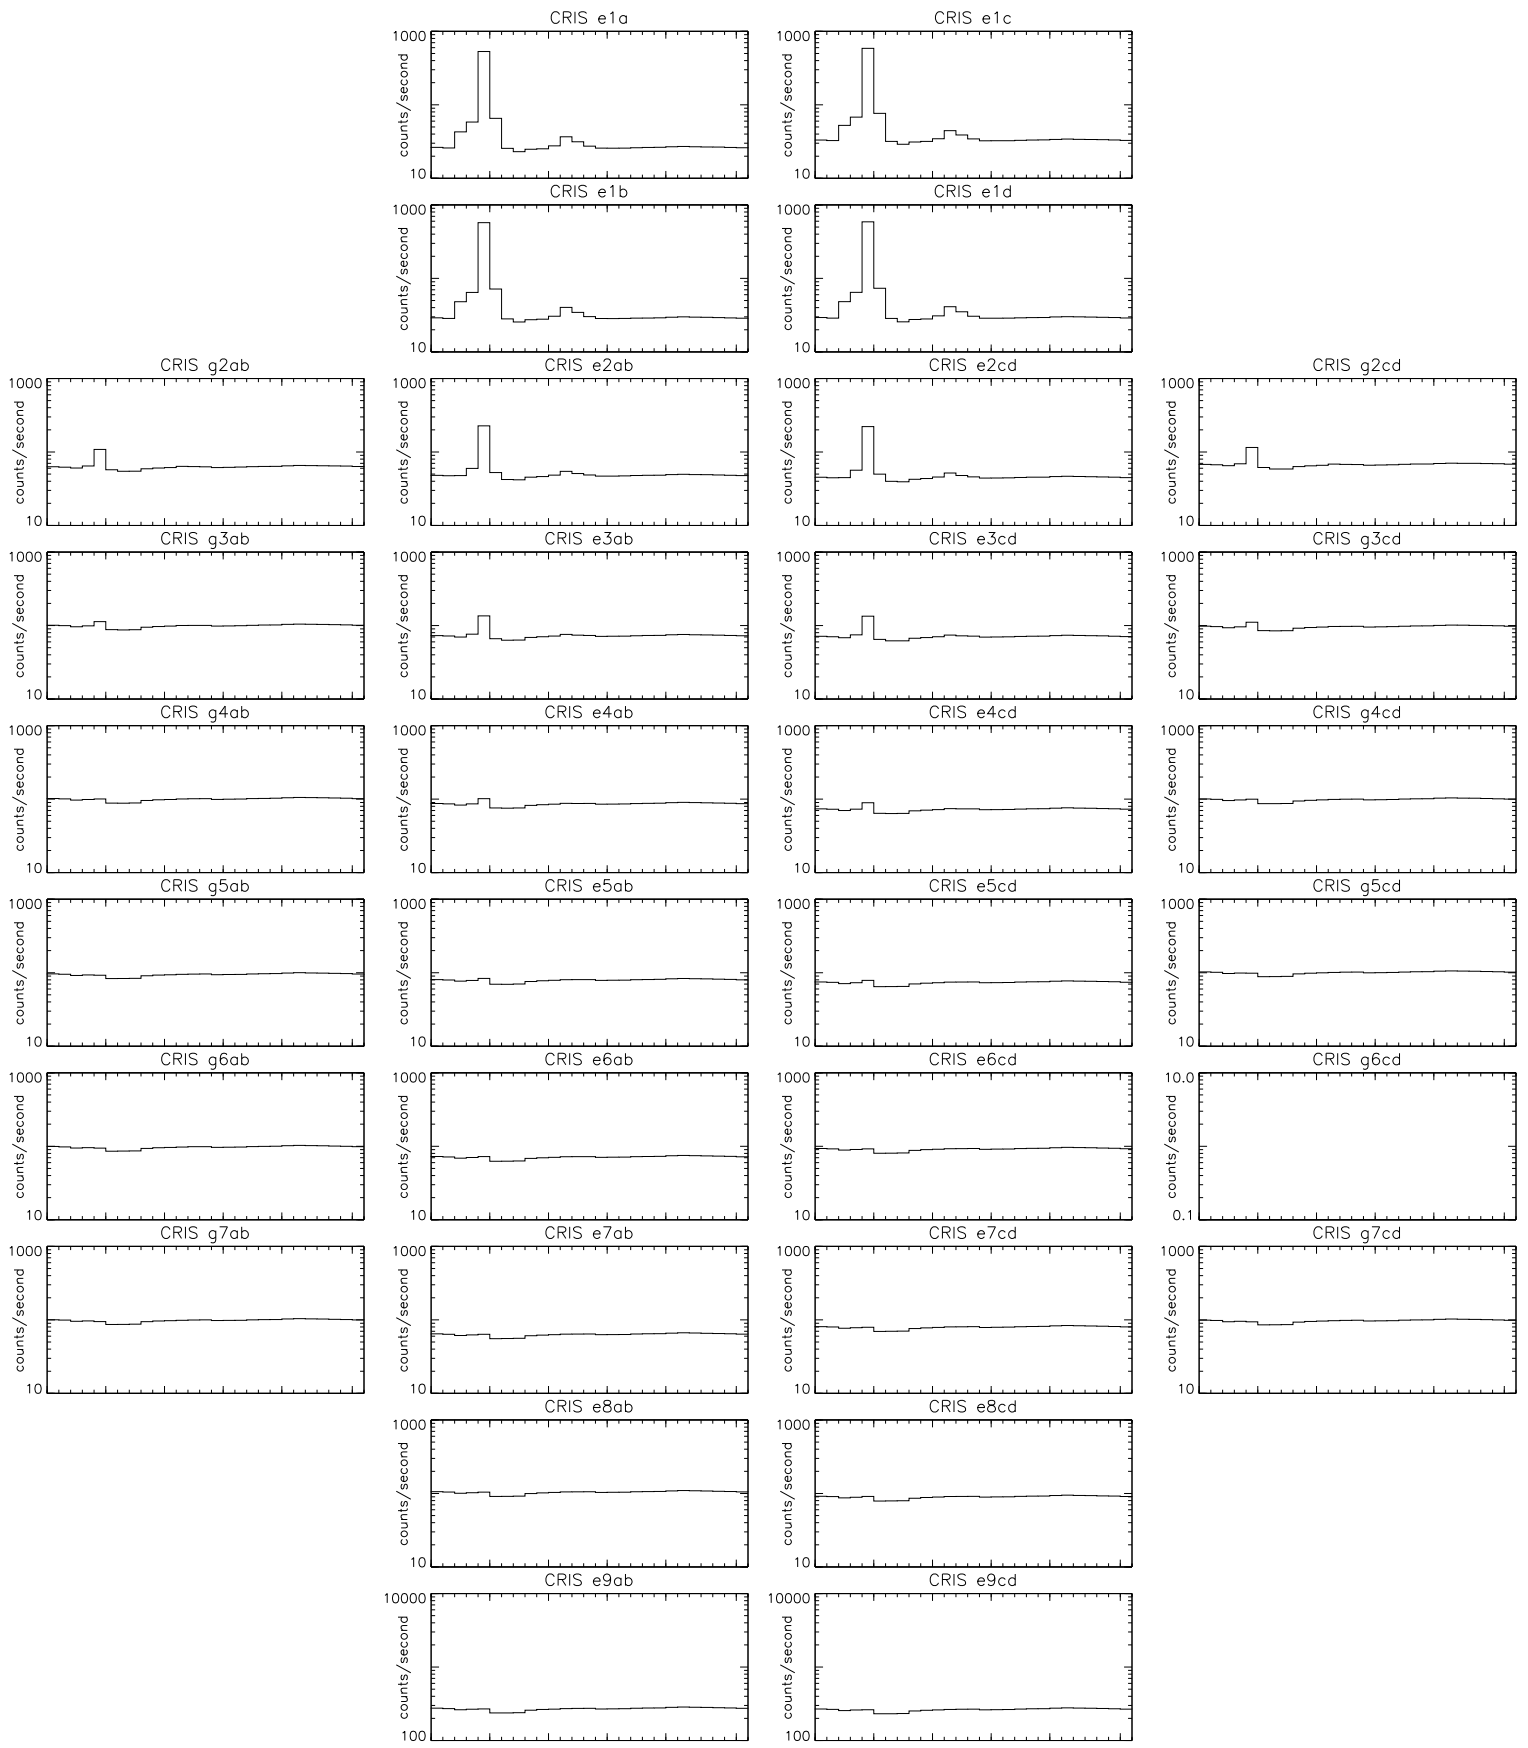 CRIS e1a
CRIS e1c
1000
counts/second
10
1000
counts/second
10
CRIS e1b
CRIS e1d
1000
counts/second
10
1000
counts/second
10
CRIS g2ab
CRIS e2ab
CRIS e2cd
CRIS g2cd
1000
counts/second
10
1000
counts/second
10
1000
counts/second
10
1000
counts/second
10
CRIS g3ab
CRIS e3ab
CRIS e3cd
CRIS g3cd
1000
counts/second
10
1000
counts/second
10
1000
counts/second
10
1000
counts/second
10
CRIS g4ab
CRIS e4ab
CRIS e4cd
CRIS g4cd
1000
counts/second
10
1000
counts/second
10
1000
counts/second
10
1000
counts/second
10
CRIS g5ab
CRIS e5ab
CRIS e5cd
CRIS g5cd
1000
counts/second
10
1000
counts/second
10
1000
counts/second
10
1000
counts/second
10
CRIS g6ab
CRIS e6ab
CRIS e6cd
CRIS g6cd
1000
counts/second
10
1000
counts/second
10
1000
counts/second
10
10.0
counts/second
0.1
CRIS g7ab
CRIS e7ab
CRIS e7cd
CRIS g7cd
1000
counts/second
10
1000
counts/second
10
1000
counts/second
10
1000
counts/second
10
CRIS e8ab
CRIS e8cd
1000
counts/second
10
1000
counts/second
10
CRIS e9ab
CRIS e9cd
10000
counts/second
100
10000
counts/second
100